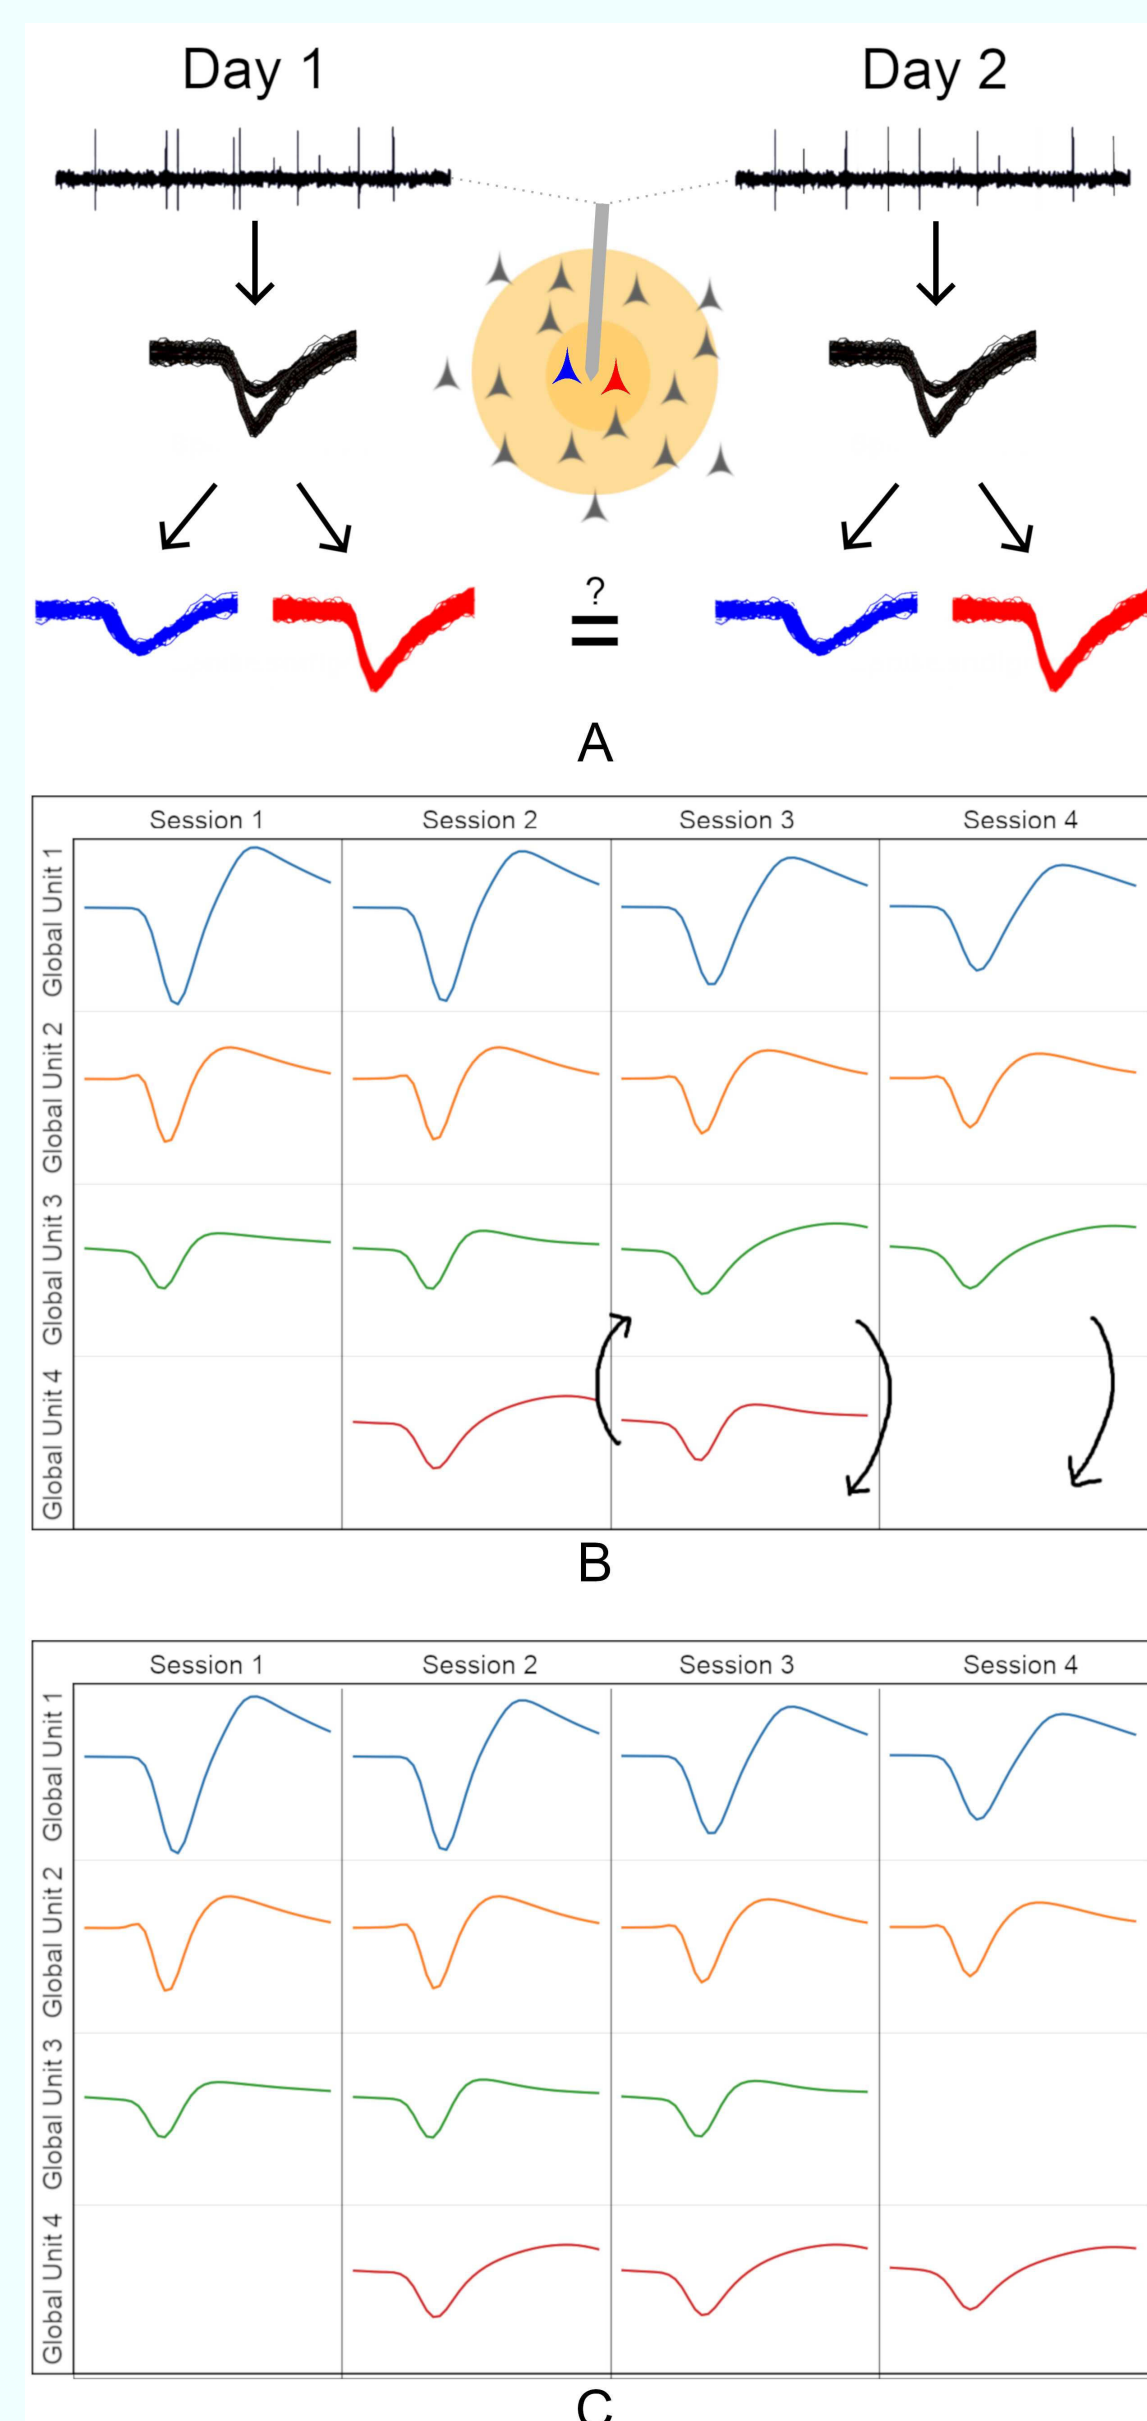 Day 1
Day 2
?
=
A
Session 1
Session 2
Session 3
Session 4
Global Unit 1
Global Unit 2
Global Unit 3
Global Unit 4
B
Session 1
Session 2
Session 3
Session 4
Global Unit 1
Global Unit 2
Global Unit 3
Global Unit 4
C